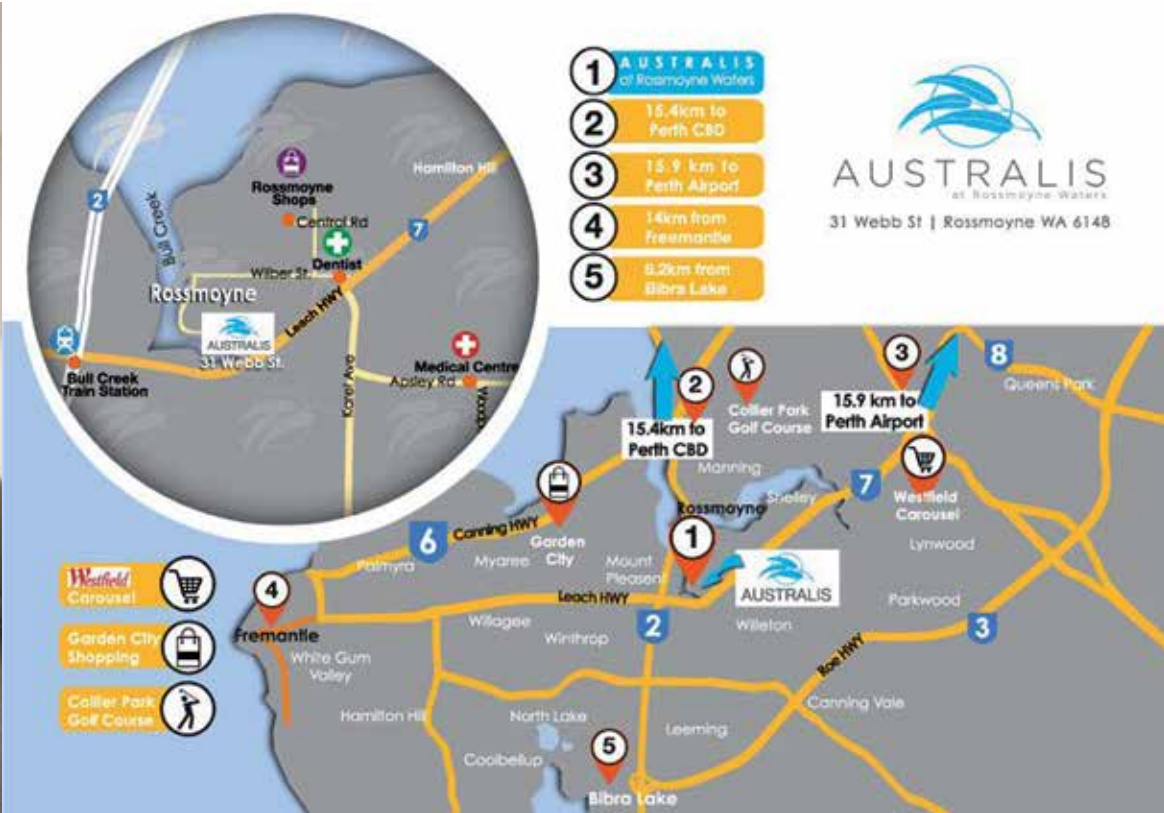 1
AUSTRALIS
at Rossmoyne Waters
2
15.4km to
Perth CBD
3
15.9 km to
Perth Airport
4
14km from
Freemantle
5
8.2km from
Bibra Lake
AUSTRALIS
at Rossmoyne Waters
31 Webb St | Rossmoyne WA 6148
2
Bull Creek
Rossmoyne
Shops
Central Rd
Hamilton Hill
7
Dentist
Wilber St
Rossmoyne
Leach HWY
AUSTRALIS
31 Webb St.
Bull Creek
Train Station
Karel Ave
Medical Centre
Apsley Rd
2
15.4km to
Perth CBD
Collier Park
Golf Course
3
15.9 km to
Perth Airport
8
Queens Park
Manning
Shelley
7
Westfield
Carousel
Lynwood
Rossmoyne
1
AUSTRALIS
6
Canning HWY
Garden
City
Myaree
Palmyra
Mount
Pleasent
Leach HWY
Willagee
Winthrop
2
Willeton
Parkwood
3
Roe HWY
4
Fremantle
White Gum
Valley
Hamilton Hill
North Lake
Coolbellup
Leeming
Canning Vale
5
Bibra Lake
Westfield
Carousel
Garden City
Shopping
Collier Park
Golf Course